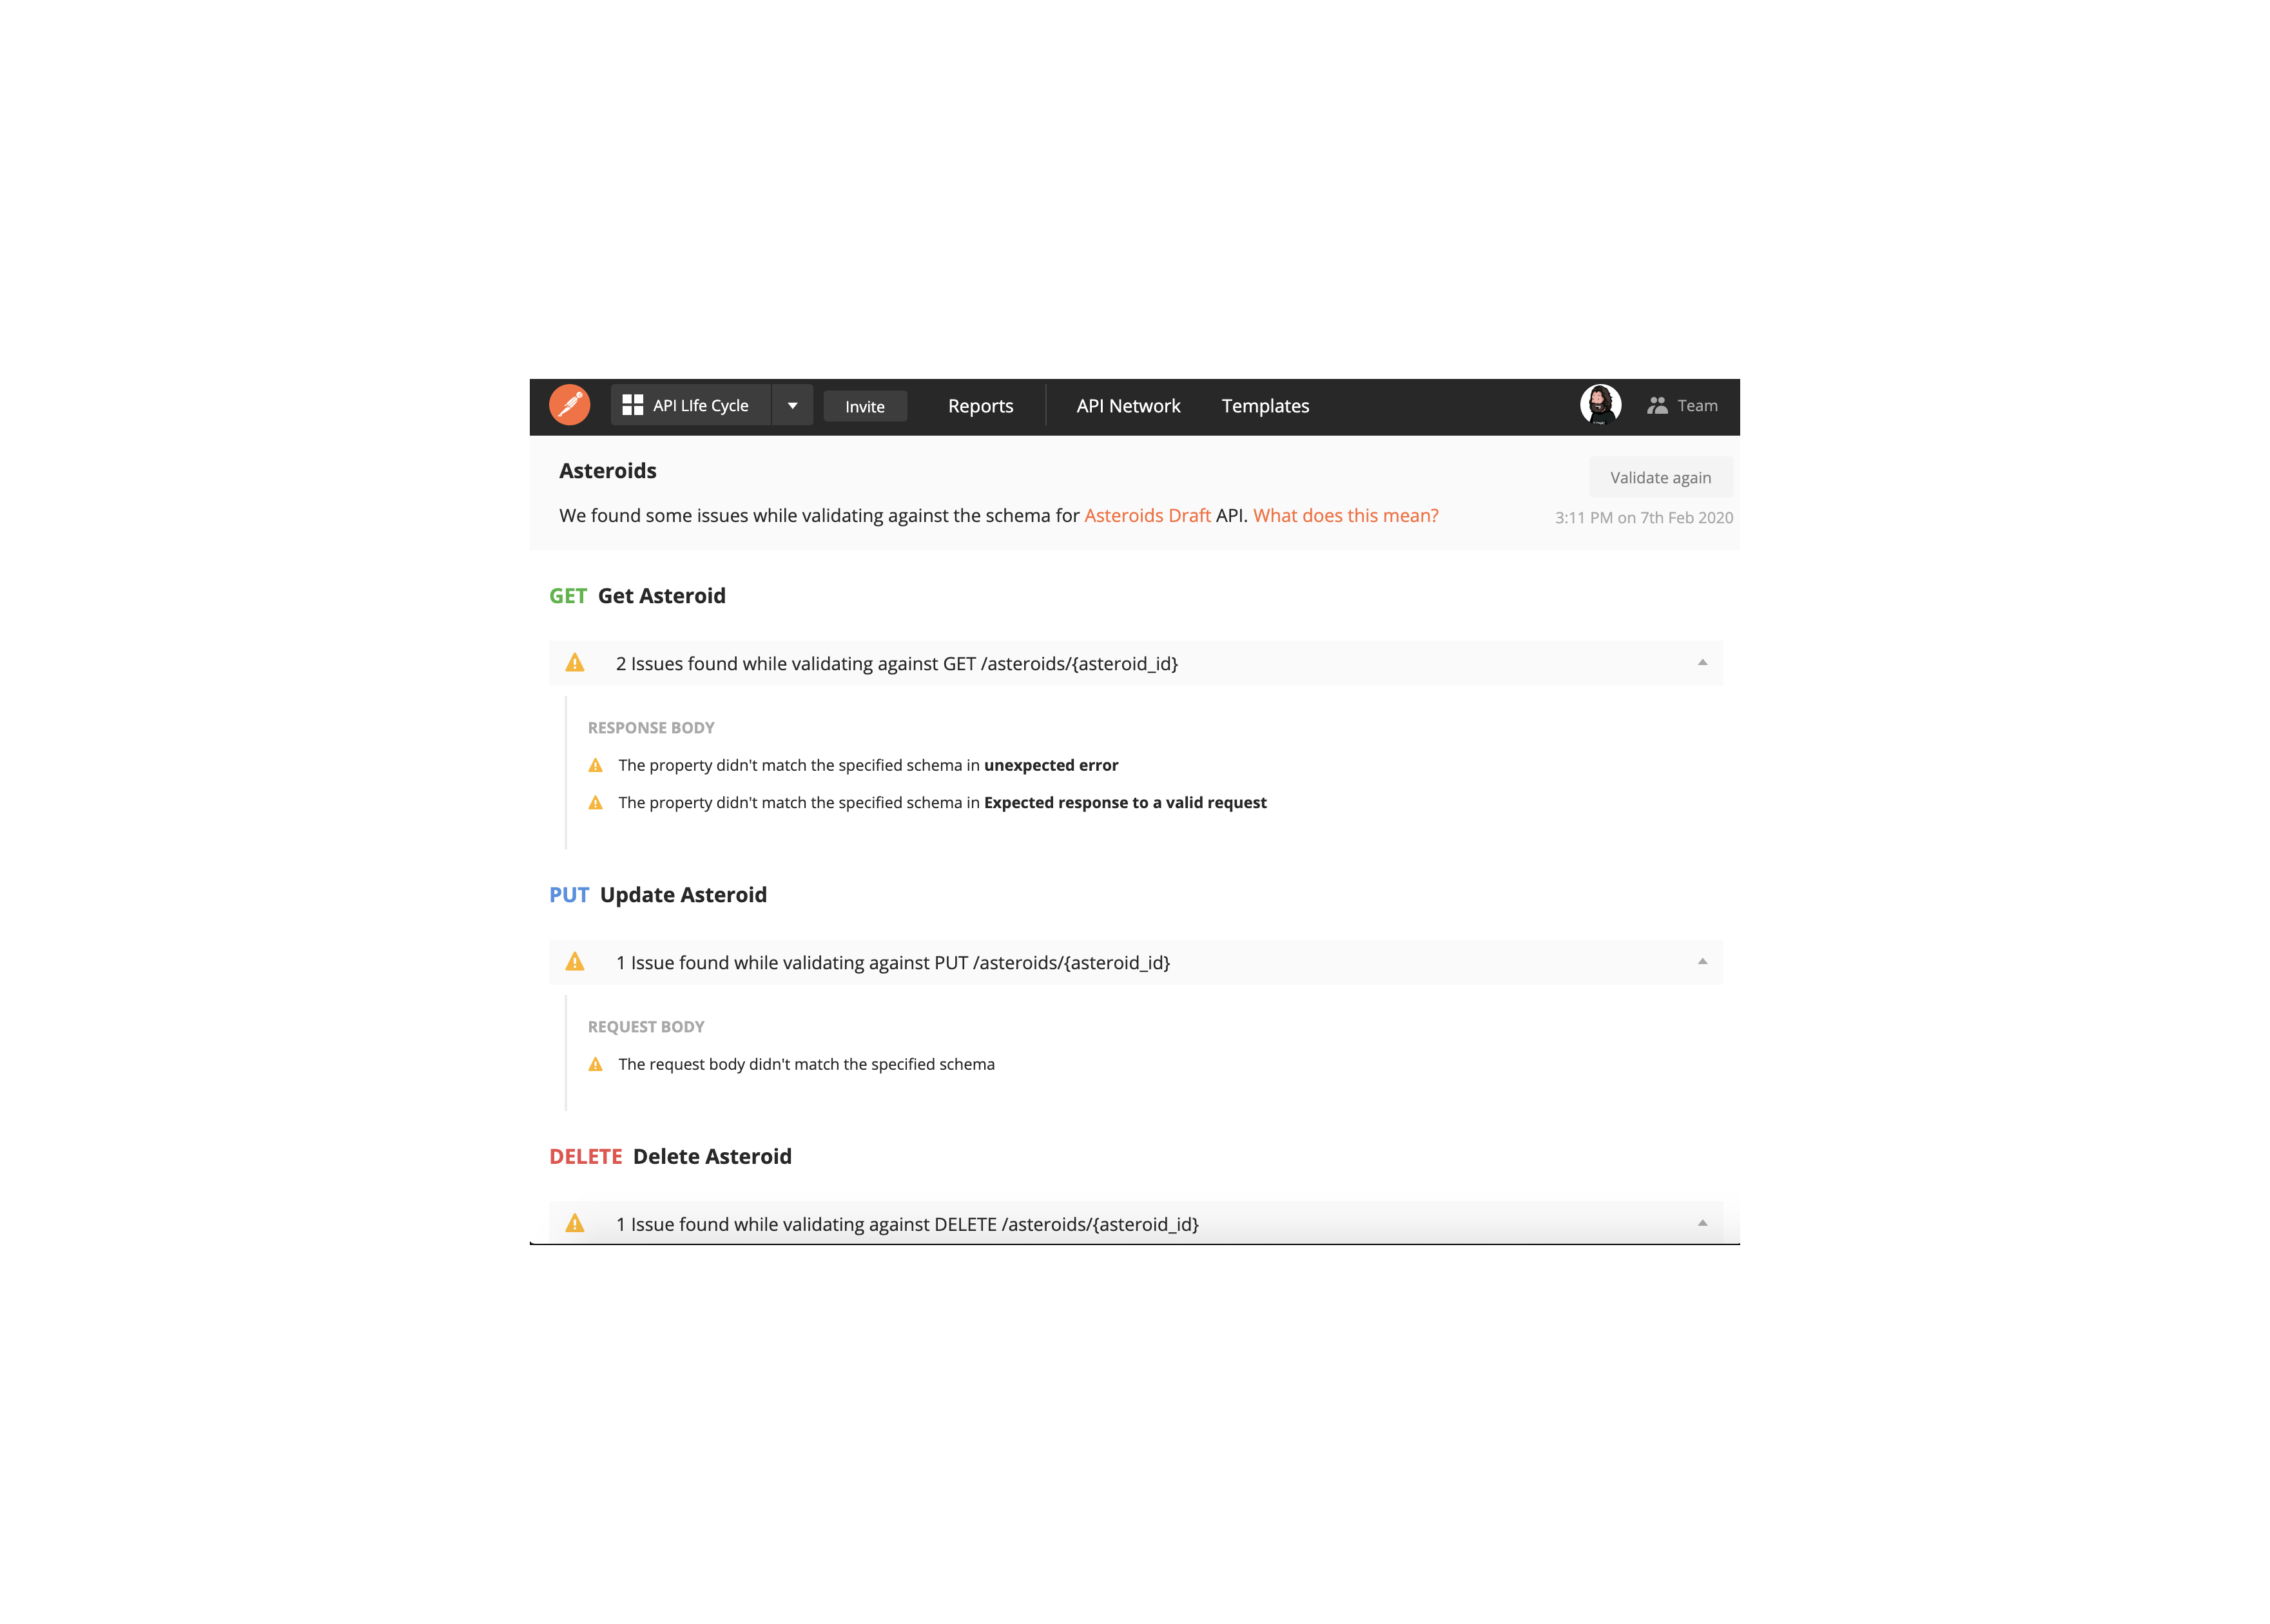 API LIfe Cycle Invite Reports API Network Templates Team
Asteroids
Validate again
We found some issues while validating against the schema for Asteroids Draft API. What does this mean?
3:11 PM on 7th Feb 2020
GET Get Asteroid
2 Issues found while validating against GET /asteroids/{asteroid_id}
RESPONSE BODY
The property didn't match the specified schema in unexpected error
The property didn't match the specified schema in Expected response to a valid request
PUT Update Asteroid
1 Issue found while validating against PUT /asteroids/{asteroid_id}
REQUEST BODY
The request body didn't match the specified schema
DELETE Delete Asteroid
1 Issue found while validating against DELETE /asteroids/{asteroid_id}